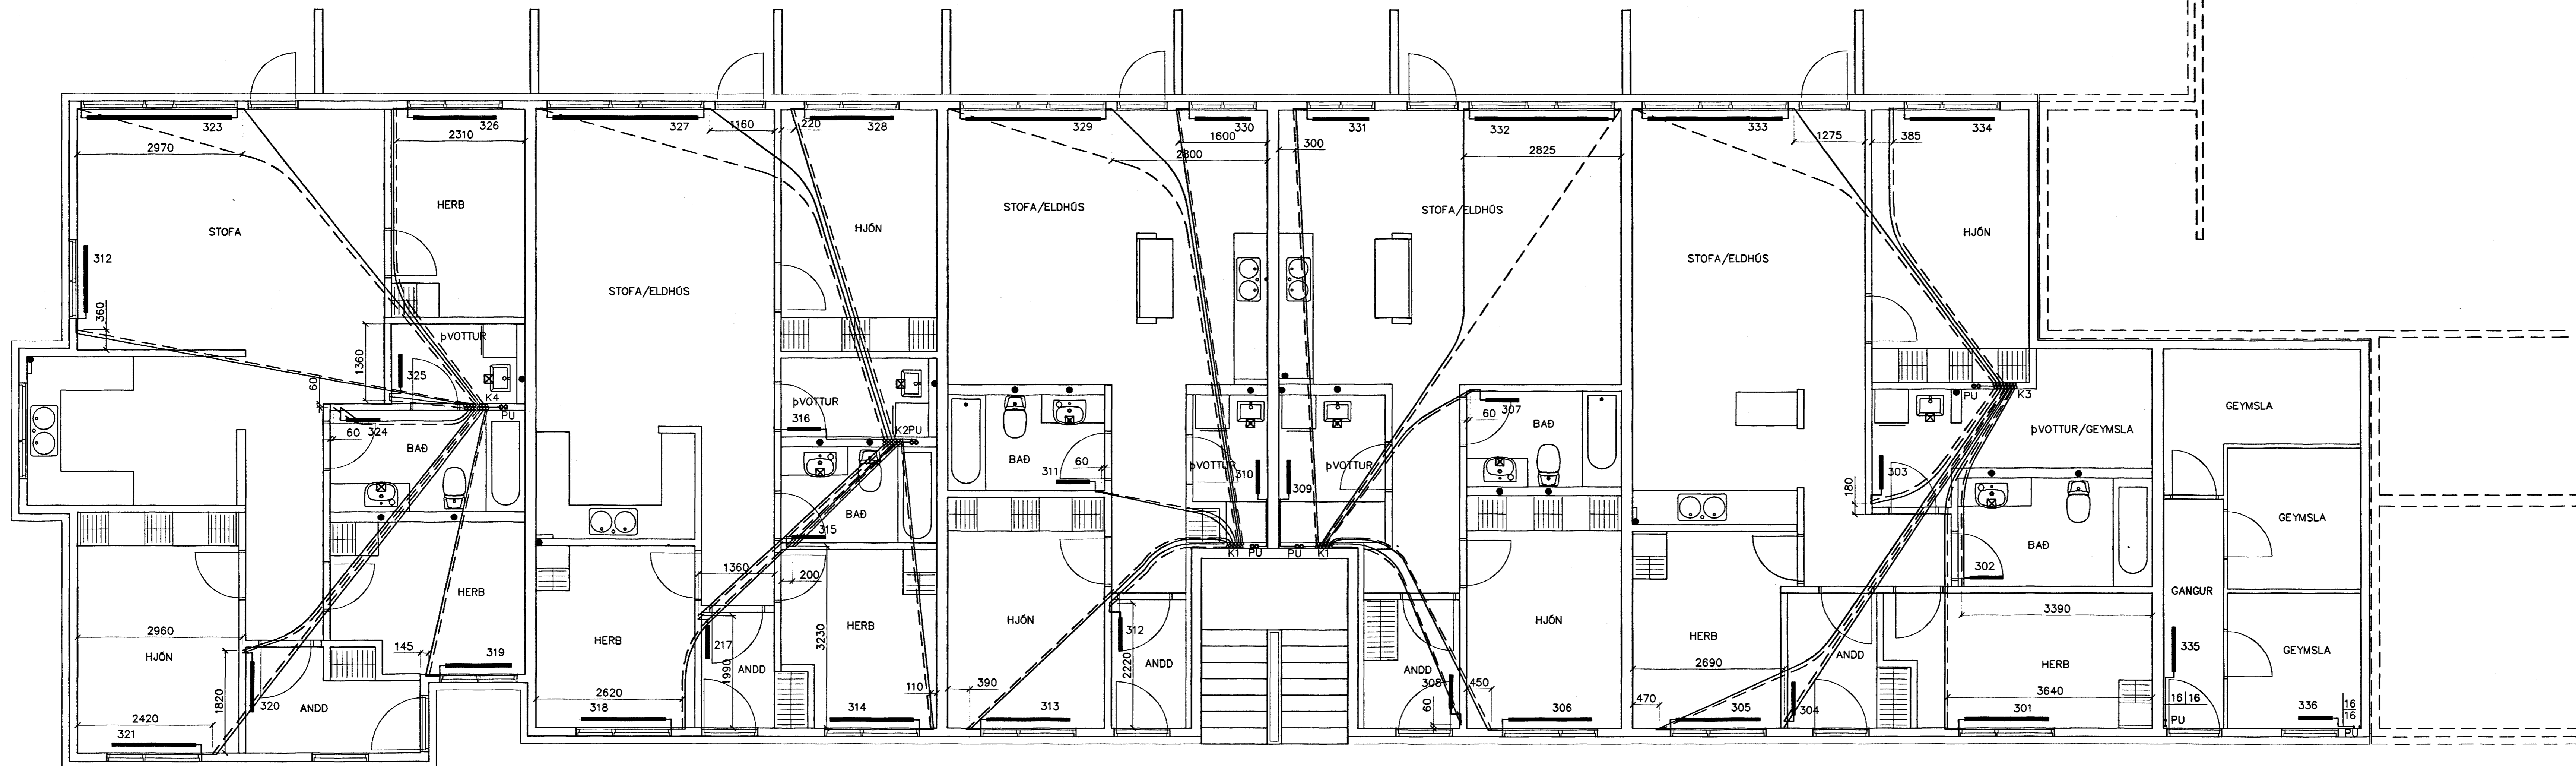 323
326
327
328
329
330
331
332
333
334
2310
1160
220
1600
300
1275
385
2970
2800
2825
HERB
STOFA/ELDHÚS
STOFA/ELDHÚS
STOFA
HJÓN
HJÓN
312
STOFA/ELDHÚS
STOFA/ELDHÚS
360
ÞVOTTUR
1360
325
60
K4
PU
ÞVOTTUR
316
PU
K3
GEYMSLA
307
60
324
60
K2PU
BAÐ
BAÐ
ÞVOTTUR/GEYMSLA
BAÐ
60
311
ÞVOTTUR
310
309
ÞVOTTUR
303
180
BAÐ
315
GEYMSLA
BAÐ
K1
PU
PU
K1
1360
200
302
HERB
GANGUR
3390
HJÓN
HJÓN
HERB
HERB
HERB
312
2220
2960
HJÓN
145
319
217
1990
ANDD
3230
ANDD
335
GEYMSLA
ANDD
ANDD
HERB
2690
3640
1820
320
308
450
390
110
2620
470
16|16
PU
2420
321
ANDD
318
314
313
60
306
305
304
301
336
16
16
PU